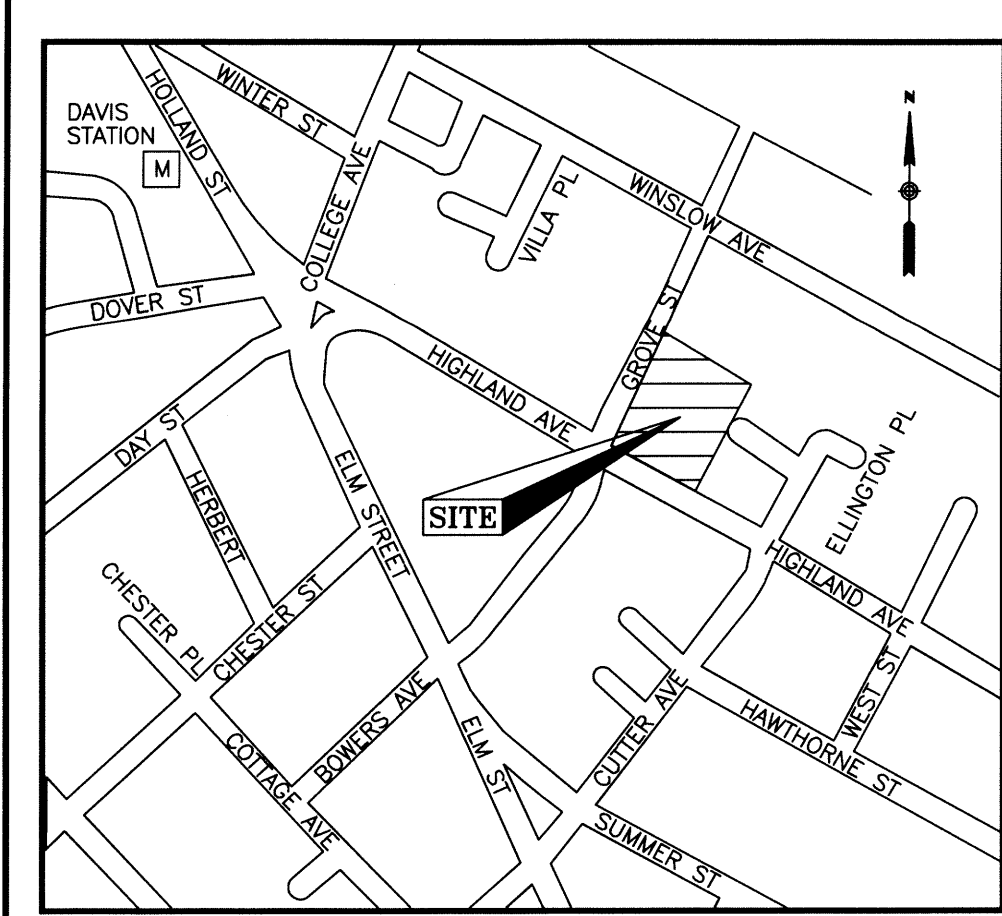 HOLLAND ST
WINTER ST
DAVIS
STATION
M
COLLEGE AVE
VILLA PL
WINSLOW AVE
N
DOVER ST
GROVE ST
HIGHLAND AVE
DAY ST
HERBERT
ELM STREET
SITE
ELLINGTON PL
HIGHLAND AVE
CHESTER PL
CHESTER ST
BOWERS AVE
COTTAGE AVE
ELM ST
CUTTER AVE
WEST ST
HAWTHORNE ST
SUMMER ST